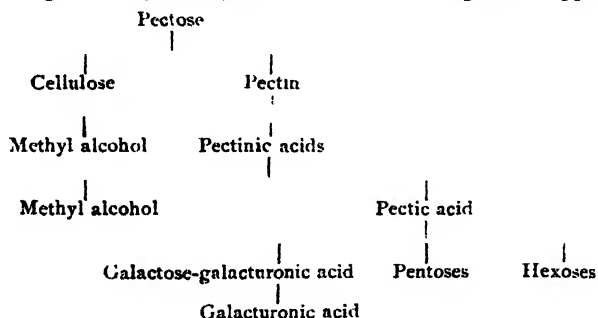 Pectose
Cellulose Pectin
Methyl alcohol Pectinic acids
Methyl alcohol Pectic acid
Galactose-galacturonic acid Pentoses Hexoses
Galacturonic acid